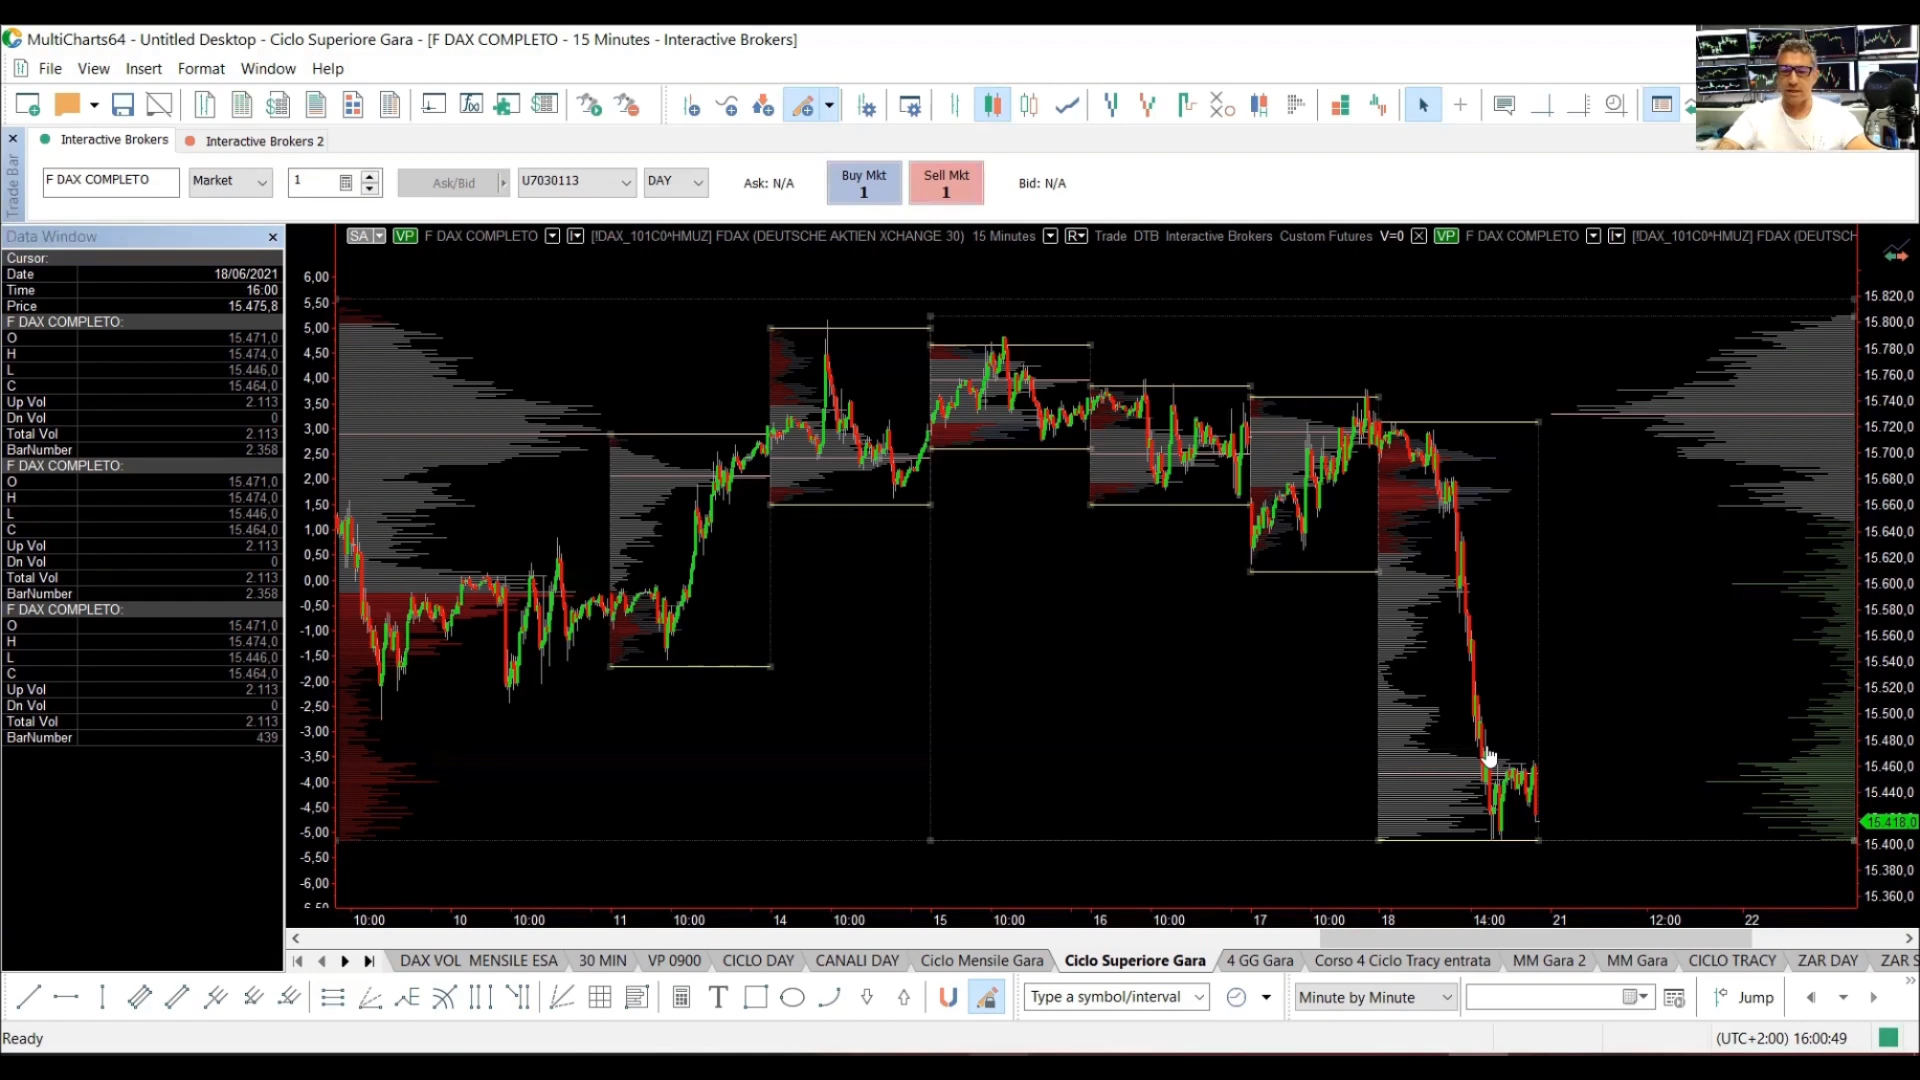 MultiCharts64 - Untitled Desktop - Ciclo Superiore Gara - [F DAX COMPLETO - 15 Minutes - Interactive Brokers]
File View Insert Format Window Help
Interactive Brokers Interactive Brokers 2
Trade Bar
F DAX COMPLETO Market 1 Ask/Bid U7030113 DAY Ask: N/A Buy Mkt 1 Sell Mkt 1 Bid: N/A
Data Window
SA VP F DAX COMPLETO [!DAX_101C0^HMUZ] FDAX (DEUTSCHE AKTIEN XCHANGE 30) 15 Minutes R Trade DTB Interactive Brokers Custom Futures V=0 VP F DAX COMPLETO [!DAX_101C0^HMUZ] FDAX (DEUTSCH
Cursor:
Date 18/06/2021
Time 16:00
Price 15.475,8
F DAX COMPLETO:
O 15.471,0
H 15.474,0
L 15.446,0
C 15.464,0
Up Vol 2.113
Dn Vol 0
Total Vol 2.113
BarNumber 2.358
F DAX COMPLETO:
O 15.471,0
H 15.474,0
L 15.446,0
C 15.464,0
Up Vol 2.113
Dn Vol 0
Total Vol 2.113
BarNumber 2.358
F DAX COMPLETO:
O 15.471,0
H 15.474,0
L 15.446,0
C 15.464,0
Up Vol 2.113
Dn Vol 0
Total Vol 2.113
BarNumber 439
6,00
5,50
5,00
4,50
4,00
3,50
3,00
2,50
2,00
1,50
1,00
0,50
0,00
-0,50
-1,00
-1,50
-2,00
-2,50
-3,00
-3,50
-4,00
-4,50
-5,00
-5,50
-6,00
15.820,0
15.800,0
15.780,0
15.760,0
15.740,0
15.720,0
15.700,0
15.680,0
15.660,0
15.640,0
15.620,0
15.600,0
15.580,0
15.560,0
15.540,0
15.520,0
15.500,0
15.480,0
15.460,0
15.440,0
15.418,0
15.400,0
15.380,0
15.360,0
10:00 10 10:00 11 10:00 14 10:00 15 10:00 16 10:00 17 10:00 18 14:00 21 12:00 22
DAX VOL MENSILE ESA 30 MIN VP 0900 CICLO DAY CANALI DAY Ciclo Mensile Gara Ciclo Superiore Gara 4 GG Gara Corso 4 Ciclo Tracy entrata MM Gara 2 MM Gara CICLO TRACY ZAR DAY ZAR S
Type a symbol/interval Minute by Minute Jump
Ready (UTC+2:00) 16:00:49